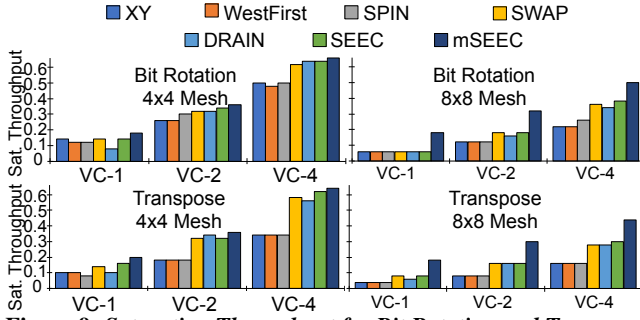 XY WestFirst SPIN SWAP
DRAIN SEEC mSEEC
Sat. Throughput
0.6
0.5
0.4
0.3
0.2
0.1
0
Bit Rotation
4x4 Mesh
VC-1 VC-2 VC-4
Bit Rotation
8x8 Mesh
VC-1 VC-2 VC-4
Sat. Throughput
0.6
0.5
0.4
0.3
0.2
0.1
0
Transpose
4x4 Mesh
VC-1 VC-2 VC-4
Transpose
8x8 Mesh
VC-1 VC-2 VC-4